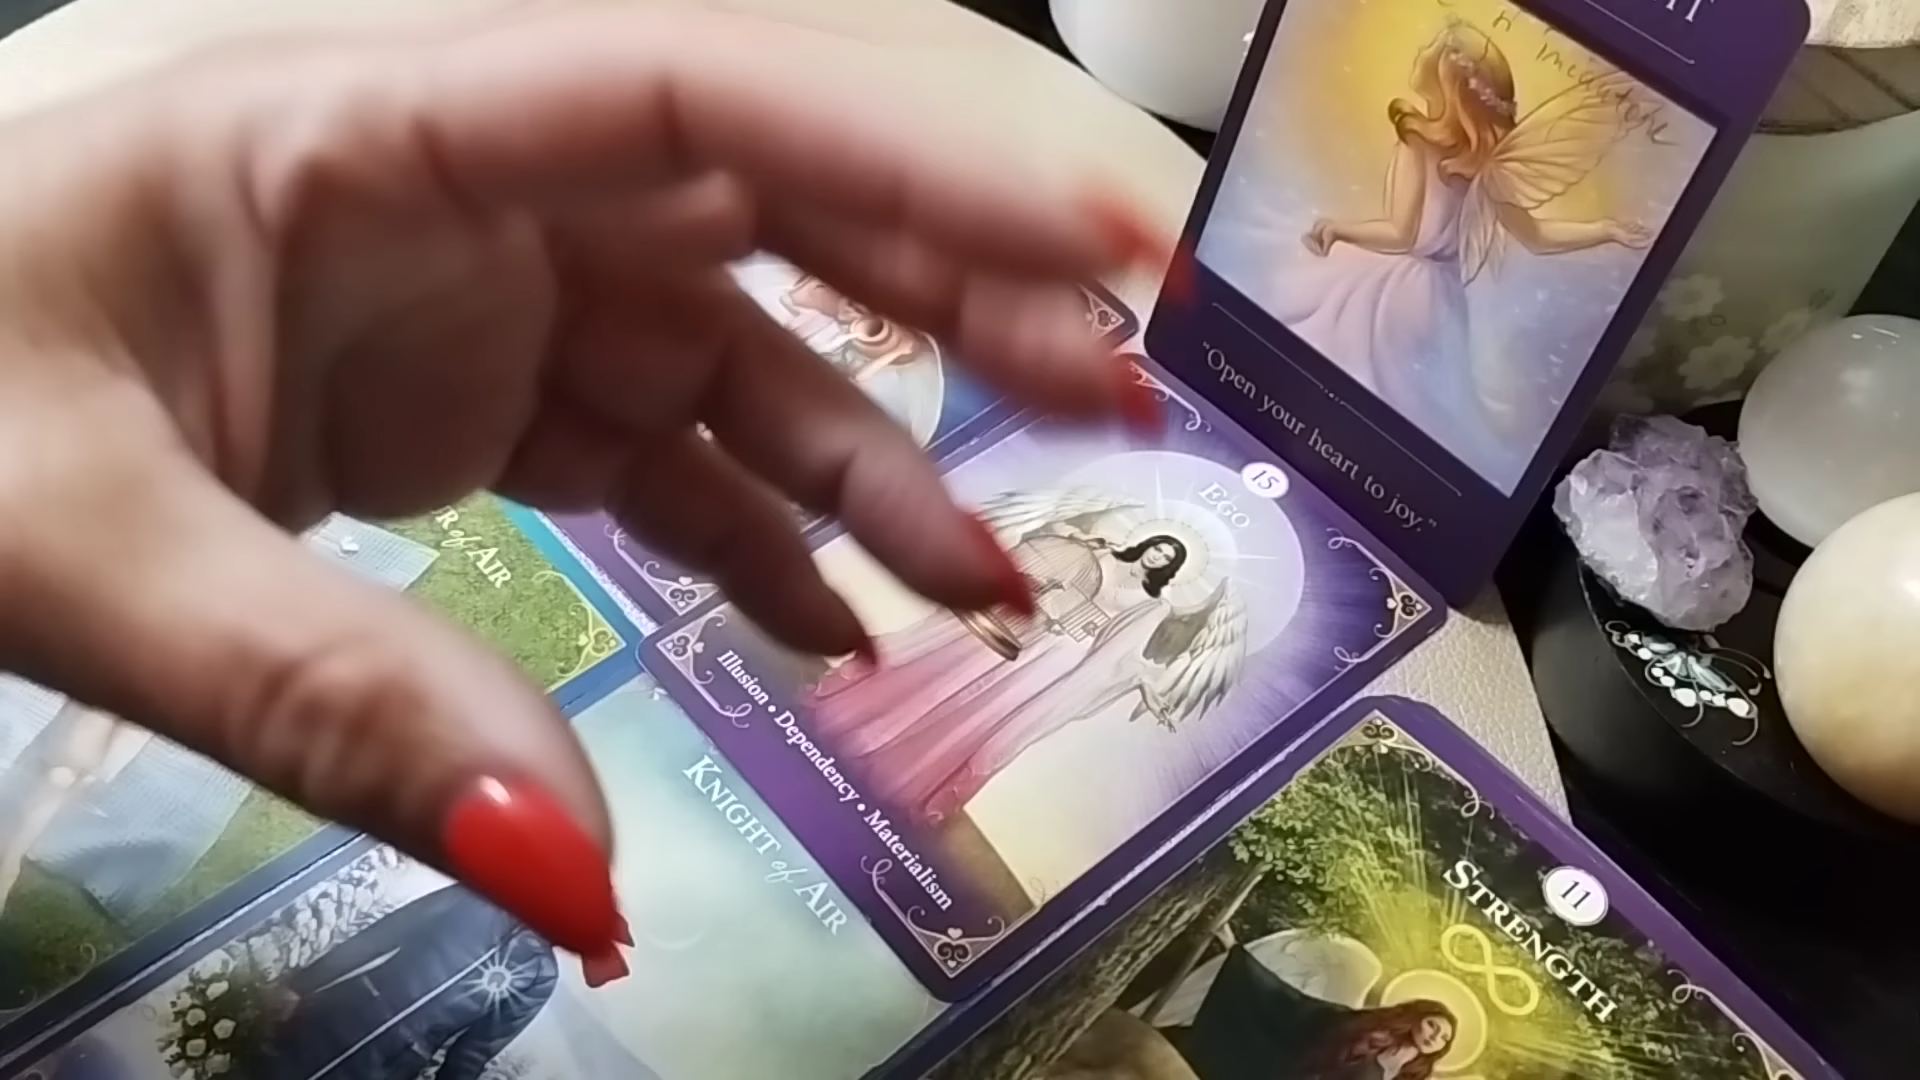 "Open your heart to joy."
15
EGO
Illusion • Dependency • Materialism
of AIR
KNIGHT of AIR
11
STRENGTH